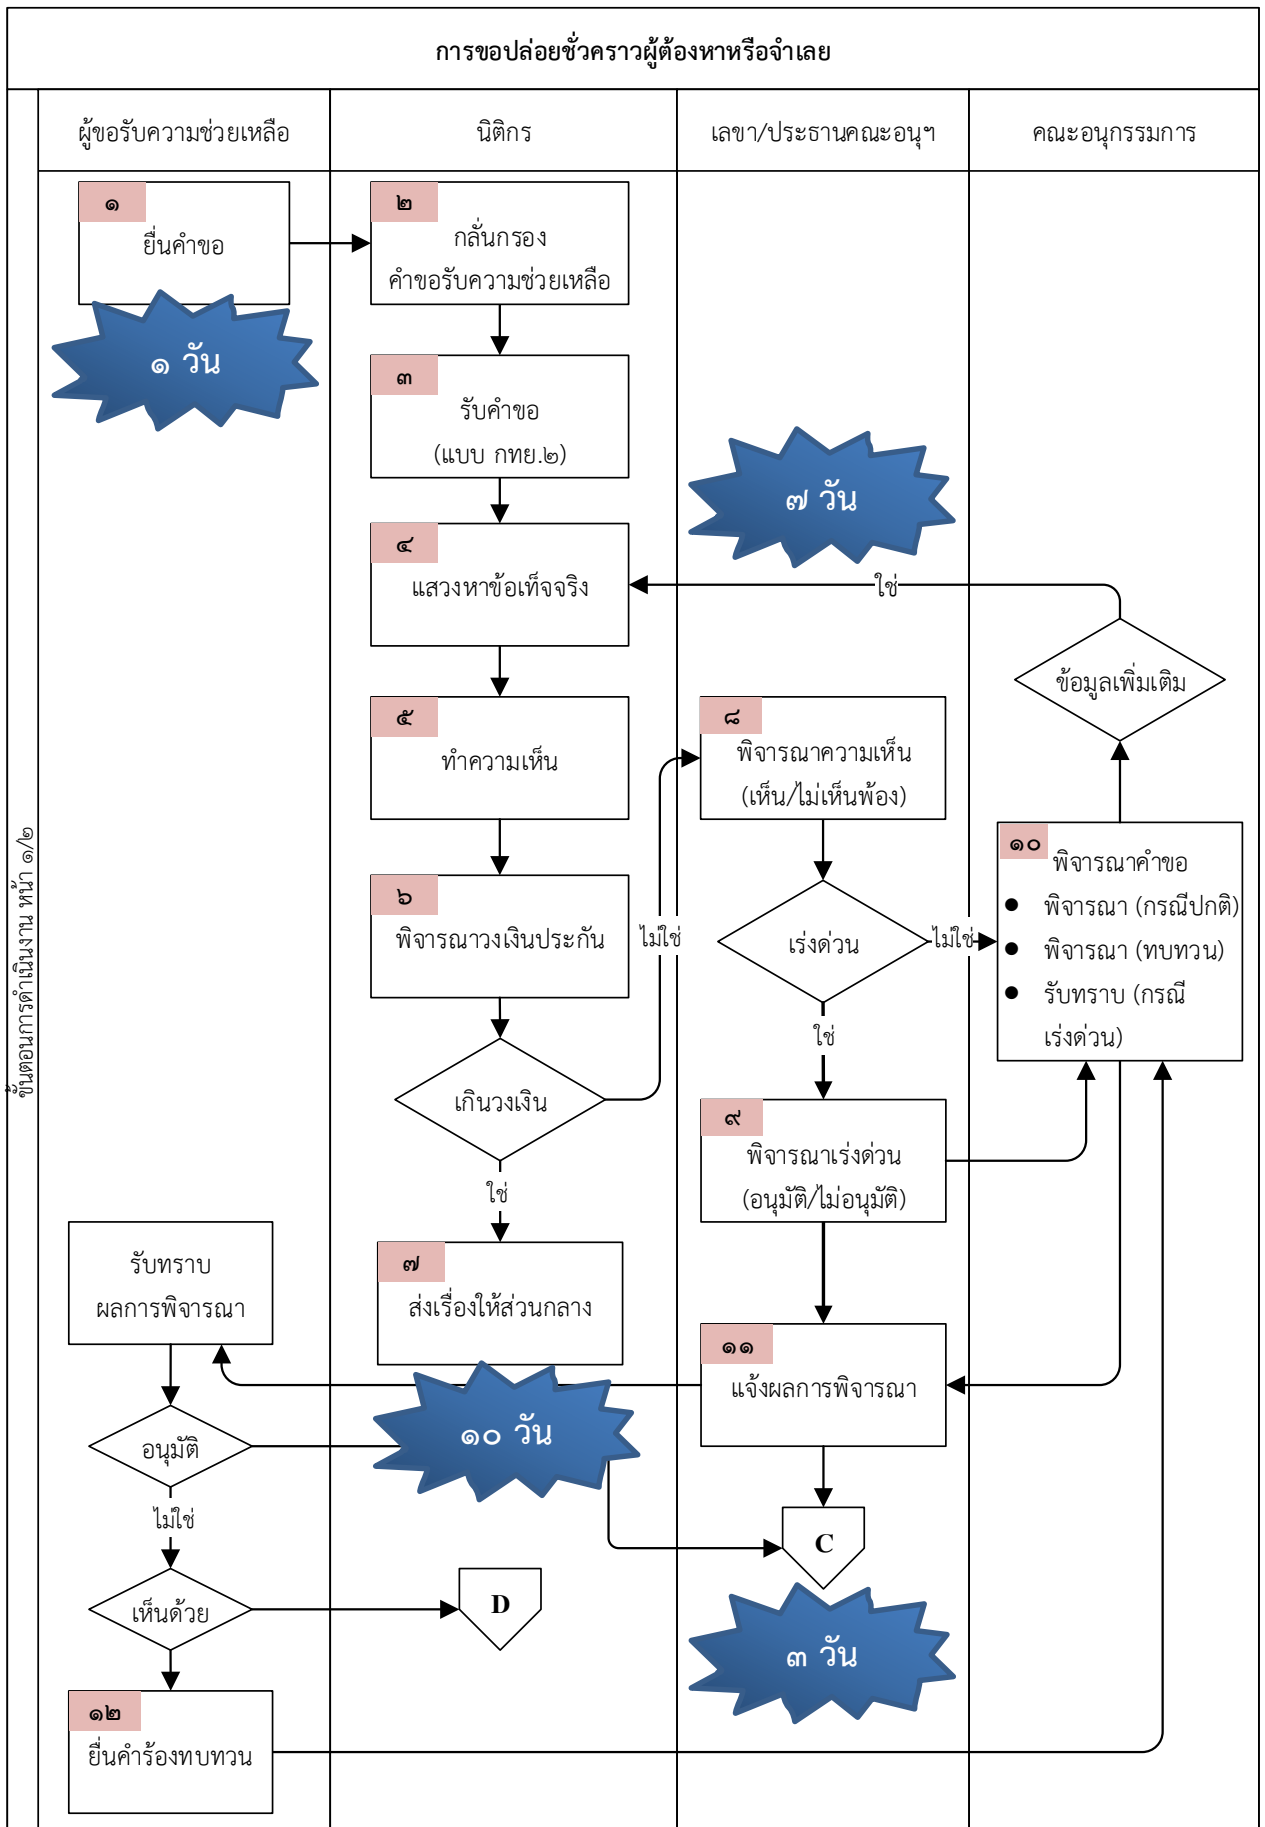 การขอปล่อยชั่วคราวผู้ต้องหาหรือจำเลย
ผู้ขอรับความช่วยเหลือ
นิติกร
เลขา/ประธานคณะอนุฯ
คณะอนุกรรมการ
ขั้นตอนการดำเนินงาน หน้า ๑/๒
๑
ยื่นคำขอ
๑ วัน
๒
กลั่นกรอง
คำขอรับความช่วยเหลือ
๓
รับคำขอ
(แบบ กทย.๒)
๗ วัน
๔
แสวงหาข้อเท็จจริง
ใช่
ข้อมูลเพิ่มเติม
๕
ทำความเห็น
๘
พิจารณาความเห็น
(เห็น/ไม่เห็นพ้อง)
๑๐
พิจารณาคำขอ
● พิจารณา (กรณีปกติ)
● พิจารณา (ทบทวน)
● รับทราบ (กรณี
เร่งด่วน)
๖
พิจารณาวงเงินประกัน
ไม่ใช่
เร่งด่วน
ไม่ใช่
ใช่
เกินวงเงิน
ใช่
๙
พิจารณาเร่งด่วน
(อนุมัติ/ไม่อนุมัติ)
รับทราบ
ผลการพิจารณา
๗
ส่งเรื่องให้ส่วนกลาง
๑๑
แจ้งผลการพิจารณา
๑๐ วัน
อนุมัติ
ไม่ใช่
C
เห็นด้วย
D
๓ วัน
๑๒
ยื่นคำร้องทบทวน